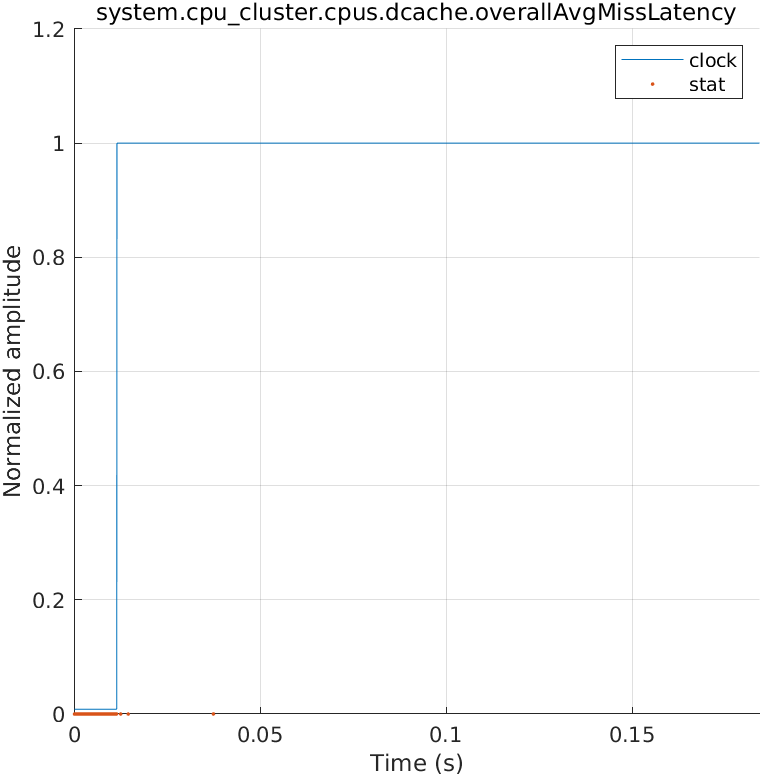 system.cpu_cluster.cpus.dcache.overallAvgMissLatency
1.2
clock
stat
1
0.8
Normalized amplitude
0.6
0.4
0.2
0
0 0.05 0.1 0.15
Time (s)